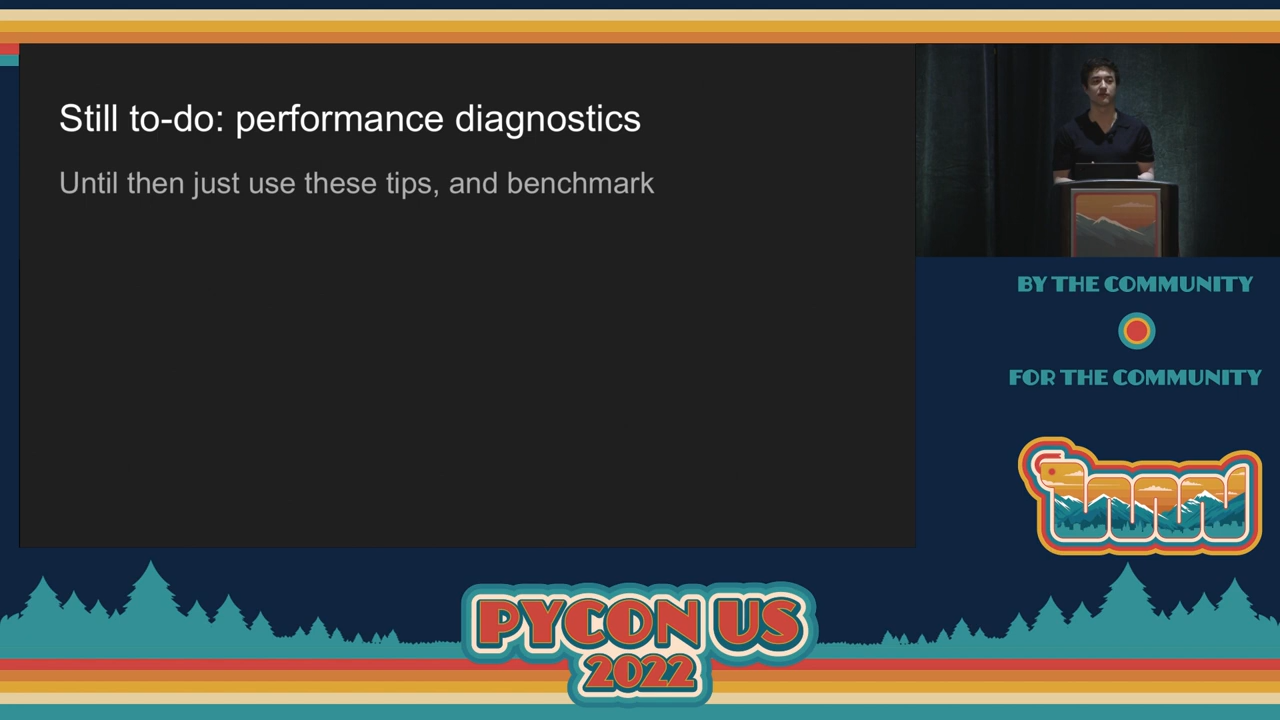 Still to-do: performance diagnostics
Until then just use these tips, and benchmark
BY THE COMMUNITY
FOR THE COMMUNITY
PYCON US
2022